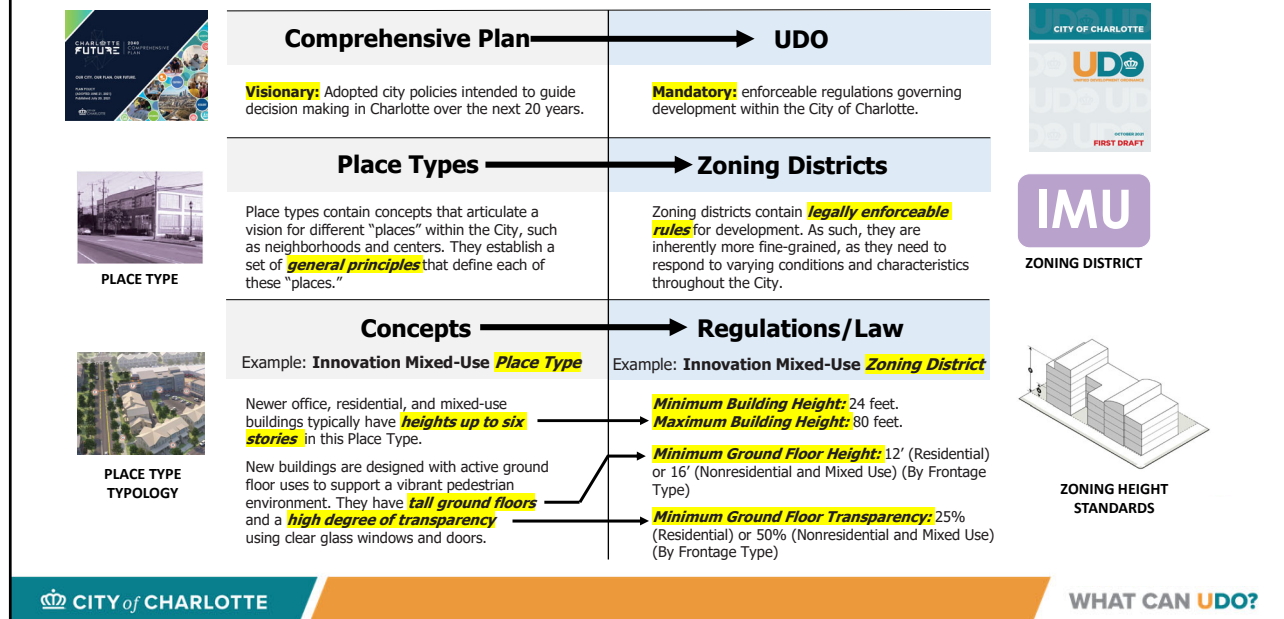 CHARLOTTE FUTURE 2040 COMPREHENSIVE PLAN
OUR CITY. OUR PLAN. OUR FUTURE.
PLAN POLICY
Comprehensive Plan
UDO
CITY OF CHARLOTTE
UDO
UNIFIED DEVELOPMENT ORDINANCE
OCTOBER 2021
FIRST DRAFT
Visionary: Adopted city policies intended to guide
decision making in Charlotte over the next 20 years.
Mandatory: enforceable regulations governing
development within the City of Charlotte.
Place Types
Zoning Districts
PLACE TYPE
Place types contain concepts that articulate a
vision for different “places” within the City, such
as neighborhoods and centers. They establish a
set of general principles that define each of
these “places.”
Zoning districts contain legally enforceable
rules for development. As such, they are
inherently more fine-grained, as they need to
respond to varying conditions and characteristics
throughout the City.
IMU
ZONING DISTRICT
Concepts
Regulations/Law
Example: Innovation Mixed-Use Place Type
Example: Innovation Mixed-Use Zoning District
PLACE TYPE
TYPOLOGY
Newer office, residential, and mixed-use
buildings typically have heights up to six
stories in this Place Type.
New buildings are designed with active ground
floor uses to support a vibrant pedestrian
environment. They have tall ground floors
and a high degree of transparency
using clear glass windows and doors.
Minimum Building Height: 24 feet.
Maximum Building Height: 80 feet.
Minimum Ground Floor Height: 12’ (Residential)
or 16’ (Nonresidential and Mixed Use) (By Frontage
Type)
Minimum Ground Floor Transparency: 25%
(Residential) or 50% (Nonresidential and Mixed Use)
(By Frontage Type)
ZONING HEIGHT
STANDARDS
CITY of CHARLOTTE
WHAT CAN UDO?